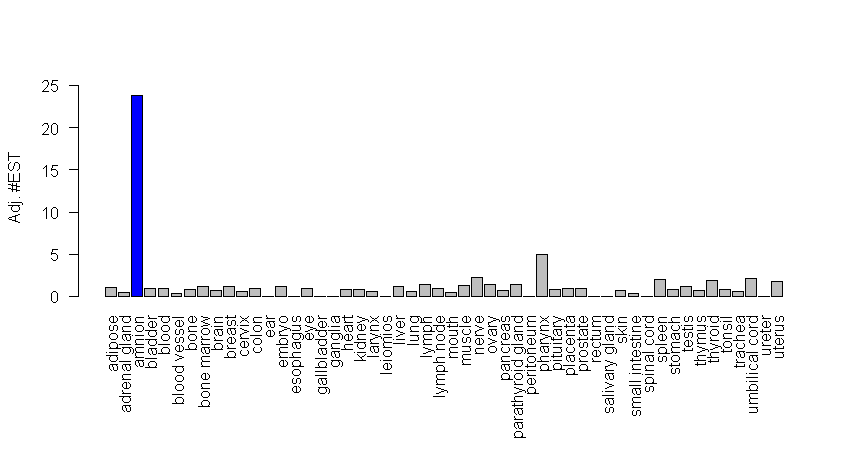 25
20
15
10
5
0
Adj. #EST
adipose
adrenal gland
amnion
bladder
blood
blood vessel
bone
bone marrow
brain
breast
cervix
colon
ear
embryo
esophagus
eye
gallbladder
ganglia
heart
kidney
larynx
leiomios
liver
lung
lymph
lymph node
mouth
muscle
nerve
ovary
pancreas
parathyroid gland
peritoneum
pharynx
pituitary
placenta
prostate
rectum
salivary gland
skin
small intestine
spinal cord
spleen
stomach
testis
thymus
thyroid
tonsil
trachea
umbilical cord
ureter
uterus